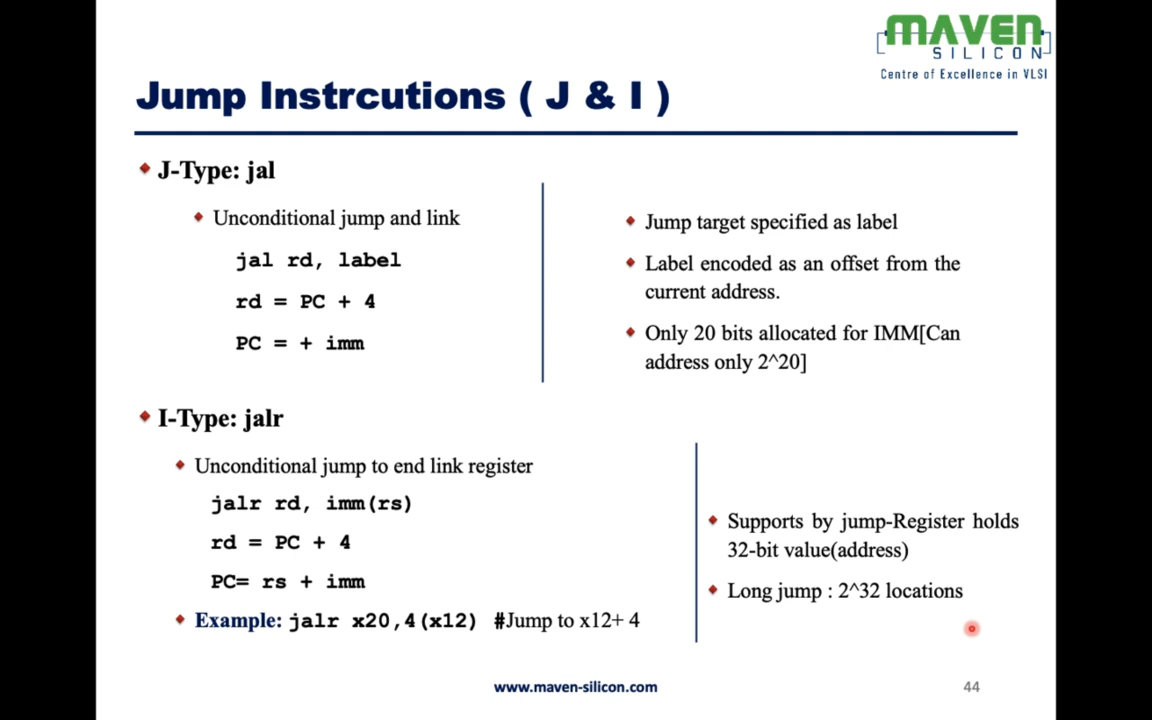 MAVEN
SILICON
Centre of Excellence in VLSI
Jump Instrcutions ( J & I )
J-Type: jal
Unconditional jump and link
jal rd, label
rd = PC + 4
PC = + imm
Jump target specified as label
Label encoded as an offset from the
current address.
Only 20 bits allocated for IMM[Can
address only 2^20]
I-Type: jalr
Unconditional jump to end link register
jalr rd, imm(rs)
rd = PC + 4
PC= rs + imm
Example: jalr x20,4(x12) #Jump to x12+ 4
Supports by jump-Register holds
32-bit value(address)
Long jump : 2^32 locations
www.maven-silicon.com
44